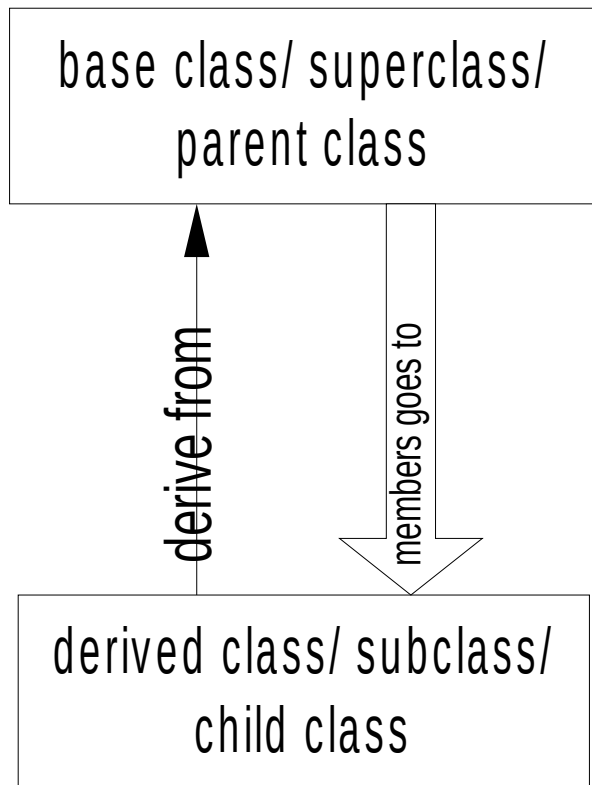 base class/ superclass/
parent class
derive from
members goes to
derived class/ subclass/
child class